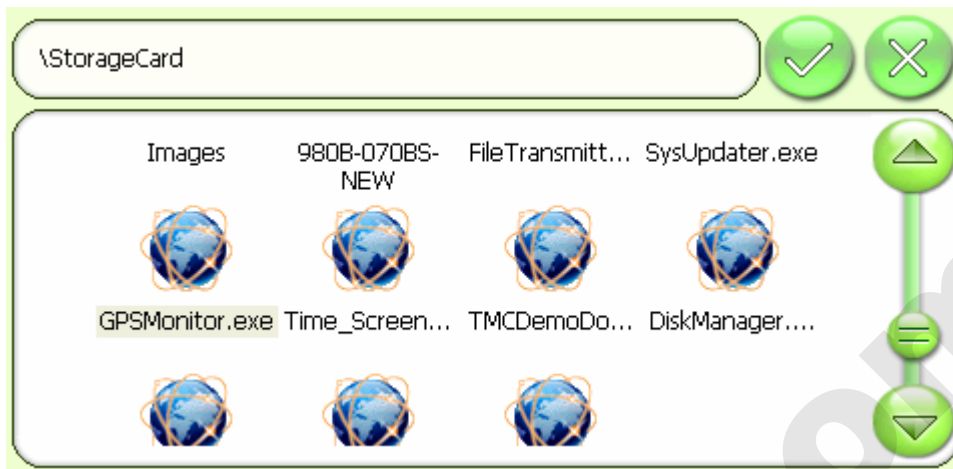 \StorageCard
Images 980B-070BS- FileTransmitt... SysUpdater.exe
NEW
GPSMonitor.exe Time_Screen... TMCDemoDo... DiskManager....